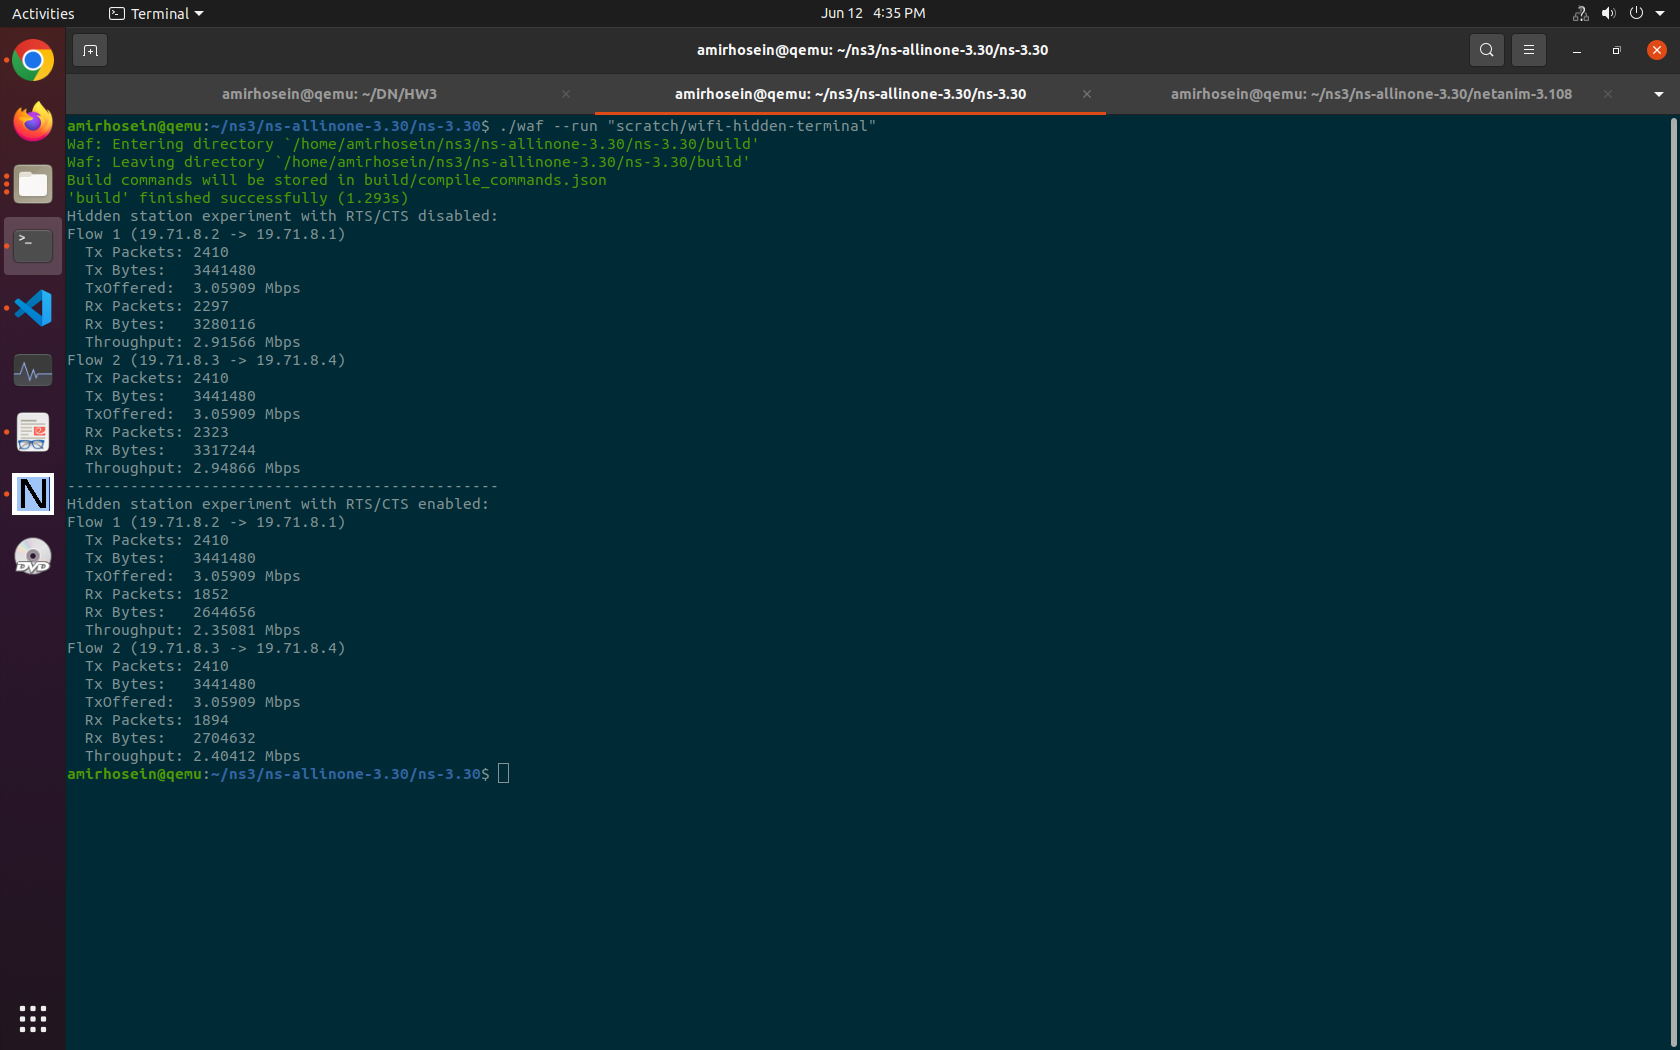 Activities
Terminal
Jun 12 4:35 PM
amirhosein@qemu: ~/ns3/ns-allinone-3.30/ns-3.30
amirhosein@qemu: ~/DN/HW3
amirhosein@qemu: ~/ns3/ns-allinone-3.30/ns-3.30
amirhosein@qemu: ~/ns3/ns-allinone-3.30/netanim-3.108
amirhosein@qemu:~/ns3/ns-allinone-3.30/ns-3.30$ ./waf --run "scratch/wifi-hidden-terminal"
Waf: Entering directory `/home/amirhosein/ns3/ns-allinone-3.30/ns-3.30/build'
Waf: Leaving directory `/home/amirhosein/ns3/ns-allinone-3.30/ns-3.30/build'
Build commands will be stored in build/compile_commands.json
'build' finished successfully (1.293s)
Hidden station experiment with RTS/CTS disabled:
Flow 1 (19.71.8.2 -> 19.71.8.1)
  Tx Packets: 2410
  Tx Bytes:   3441480
  TxOffered:  3.05909 Mbps
  Rx Packets: 2297
  Rx Bytes:   3280116
  Throughput: 2.91566 Mbps
Flow 2 (19.71.8.3 -> 19.71.8.4)
  Tx Packets: 2410
  Tx Bytes:   3441480
  TxOffered:  3.05909 Mbps
  Rx Packets: 2323
  Rx Bytes:   3317244
  Throughput: 2.94866 Mbps
------------------------------------------------
Hidden station experiment with RTS/CTS enabled:
Flow 1 (19.71.8.2 -> 19.71.8.1)
  Tx Packets: 2410
  Tx Bytes:   3441480
  TxOffered:  3.05909 Mbps
  Rx Packets: 1852
  Rx Bytes:   2644656
  Throughput: 2.35081 Mbps
Flow 2 (19.71.8.3 -> 19.71.8.4)
  Tx Packets: 2410
  Tx Bytes:   3441480
  TxOffered:  3.05909 Mbps
  Rx Packets: 1894
  Rx Bytes:   2704632
  Throughput: 2.40412 Mbps
amirhosein@qemu:~/ns3/ns-allinone-3.30/ns-3.30$
N
DVD